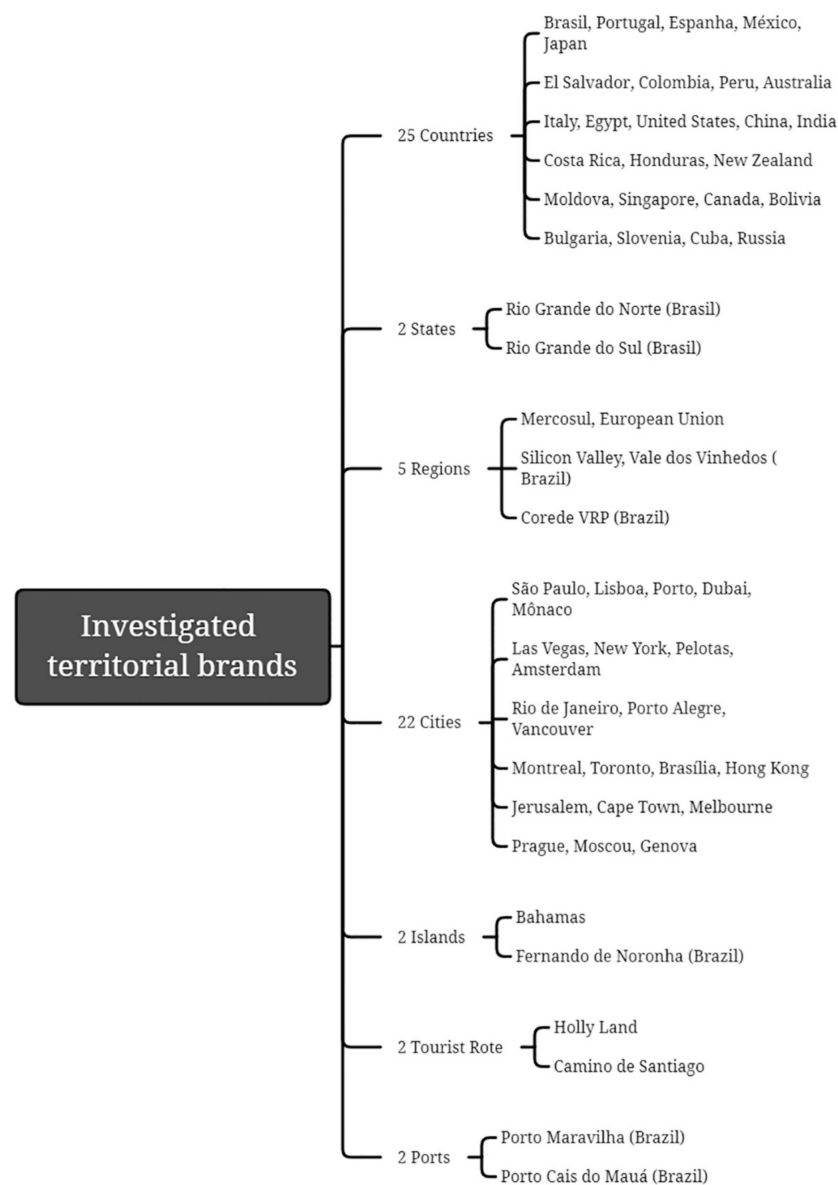 Investigated
territorial brands
25 Countries
Brasil, Portugal, Espanha, México,
Japan
El Salvador, Colombia, Peru, Australia
Italy, Egypt, United States, China, India
Costa Rica, Honduras, New Zealand
Moldova, Singapore, Canada, Bolivia
Bulgaria, Slovenia, Cuba, Russia
2 States
Rio Grande do Norte (Brasil)
Rio Grande do Sul (Brasil)
5 Regions
Mercosul, European Union
Silicon Valley, Vale dos Vinhedos (
Brazil)
Corede VRP (Brazil)
22 Cities
São Paulo, Lisboa, Porto, Dubai,
Mônaco
Las Vegas, New York, Pelotas,
Amsterdam
Rio de Janeiro, Porto Alegre,
Vancouver
Montreal, Toronto, Brasília, Hong Kong
Jerusalem, Cape Town, Melbourne
Prague, Moscou, Genova
2 Islands
Bahamas
Fernando de Noronha (Brazil)
2 Tourist Rote
Holly Land
Camino de Santiago
2 Ports
Porto Maravilha (Brazil)
Porto Cais do Mauá (Brazil)